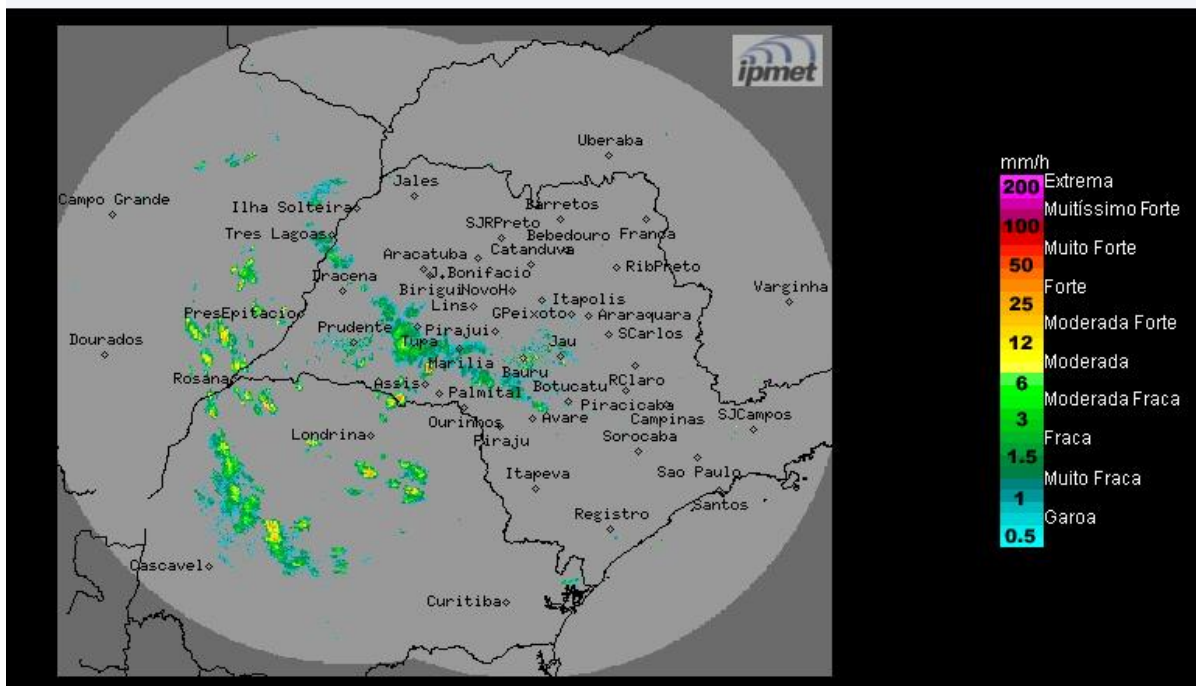 ipmet
Uberaba
Campo Grande
Jales
Ilha Solteira
Barretos
SJRPreto
Tres Lagoas
Bebedouro
Franca
Aracatuba
Catanduva
J.Bonifacio
RibPreto
Dracena
Birigui
NovoH
Varginha
Lins
Itapolis
PresEpitacio
GPeixoto
Araraquara
Prudente
Pirajui
SCarlos
Dourados
Tupa
Jau
Marilia
Bauru
Rosana
Assis
Botucatu
RClaro
Palmital
Piracicaba
Ourinhos
Avare
Campinas
SJCampos
Londrina
Piraju
Sorocaba
Itapeva
Sao Paulo
Santos
Registro
Cascavel
Curitiba
mm/h
200 Extrema
Muitíssimo Forte
100
Muito Forte
50
Forte
25
Moderada Forte
12
Moderada
6
Moderada Fraca
3
Fraca
1.5
Muito Fraca
1
Garoa
0.5